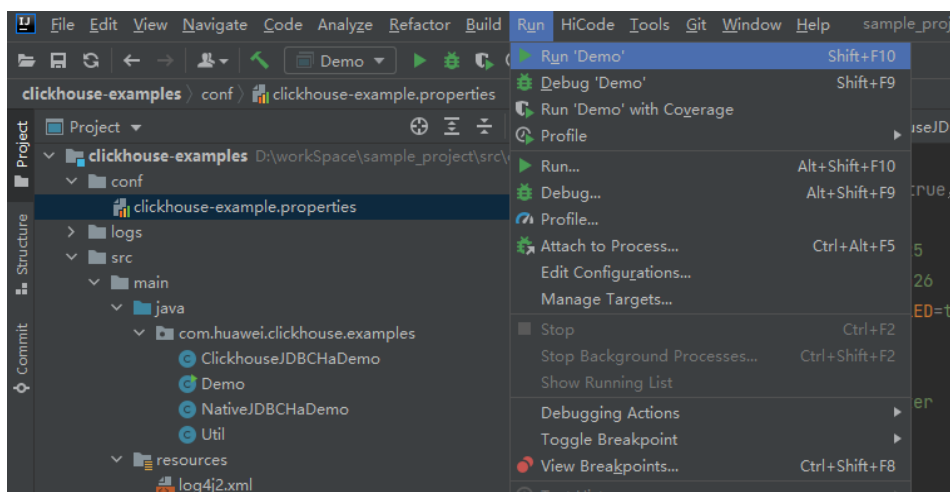 File Edit View Navigate Code Analyze Refactor Build Run HiCode Tools Git Window Help sample_proj
Demo
clickhouse-examples conf clickhouse-example.properties
Project
Project
clickhouse-examples D:\workSpace\sample_project\src\
conf
clickhouse-example.properties
logs
Structure
src
main
java
Commit
com.huawei.clickhouse.examples
ClickhouseJDBCHaDemo
Demo
NativeJDBCHaDemo
Util
resources
log4j2.xml
Run 'Demo' Shift+F10
Debug 'Demo' Shift+F9
Run 'Demo' with Coverage
Profile
Run... Alt+Shift+F10
Debug... Alt+Shift+F9
Profile...
Attach to Process... Ctrl+Alt+F5
Edit Configurations...
Manage Targets...
Stop Ctrl+F2
Stop Background Processes... Ctrl+Shift+F2
Show Running List
Debugging Actions
Toggle Breakpoint
View Breakpoints... Ctrl+Shift+F8
useJD
true,
5
26
ED=t
er